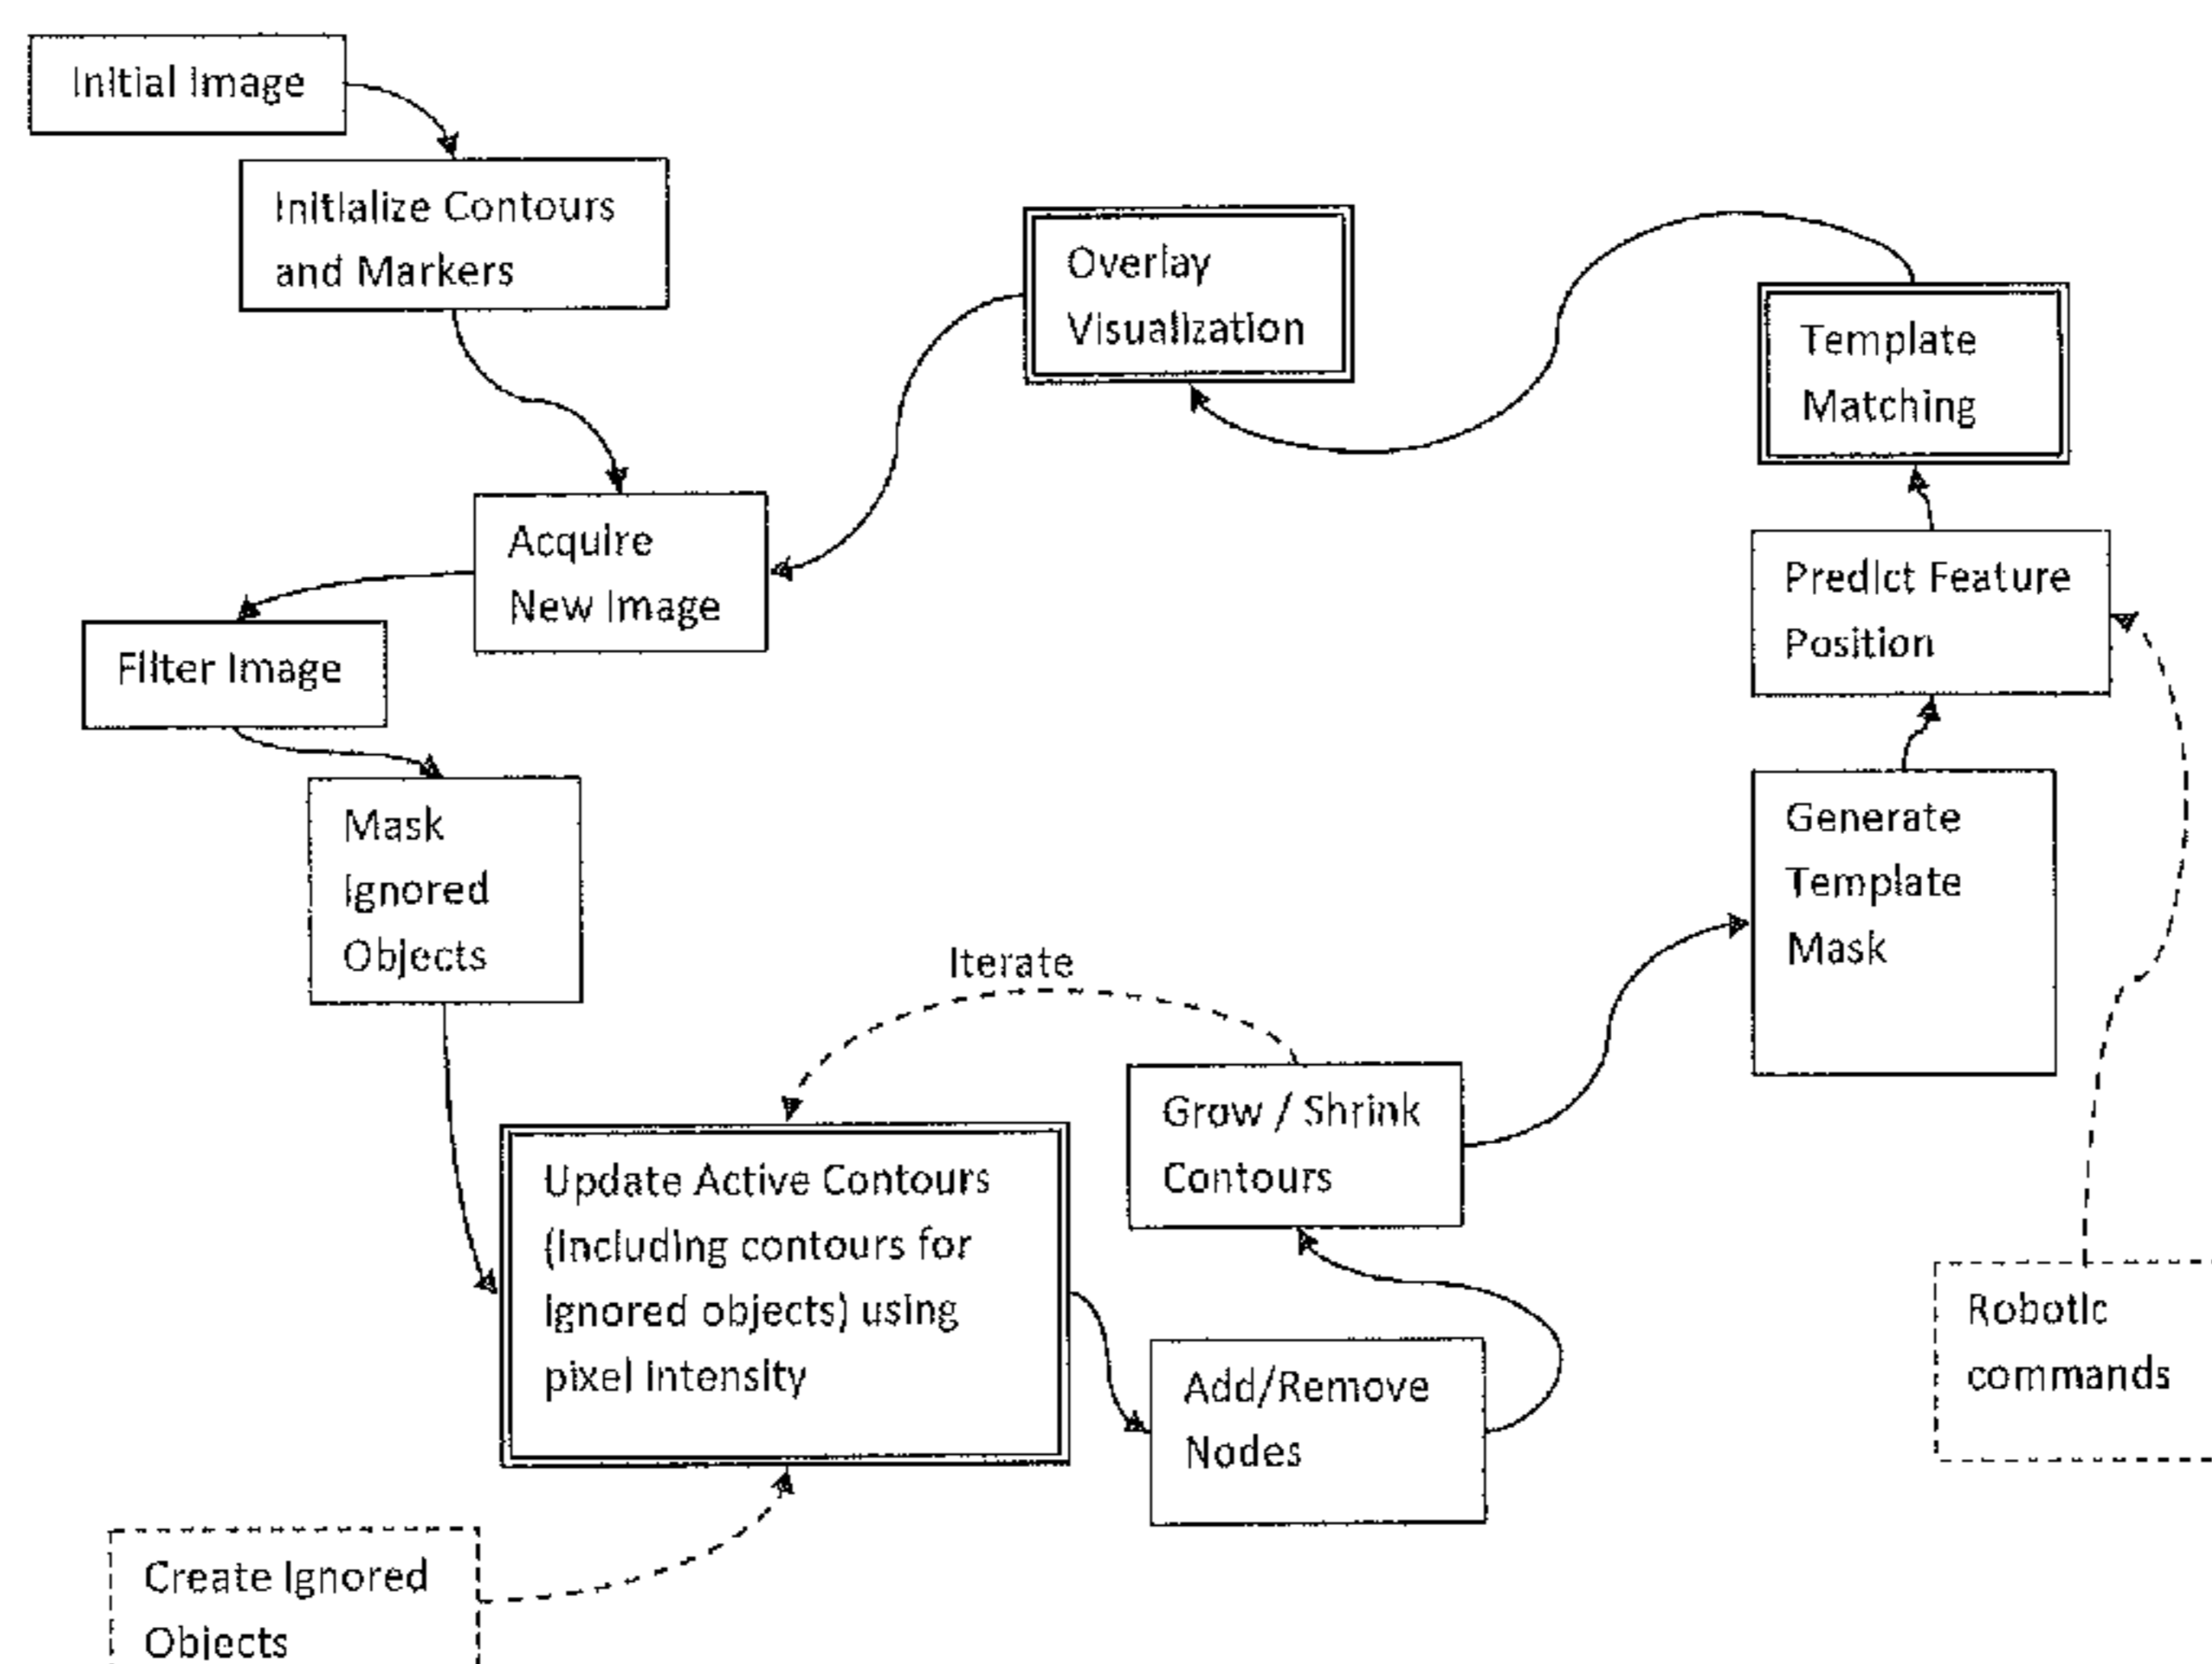 Initial Image
Initialize Contours
and Markers
Overlay
Visualization
Template
Matching
Acquire
New Image
Predict Feature
Position
Filter Image
Mask
Ignored
Objects
Generate
Template
Mask
Iterate
Grow / Shrink
Contours
Update Active Contours
(including contours for
ignored objects) using
pixel intensity
Add/Remove
Nodes
Robotic
commands
Create Ignored
Objects